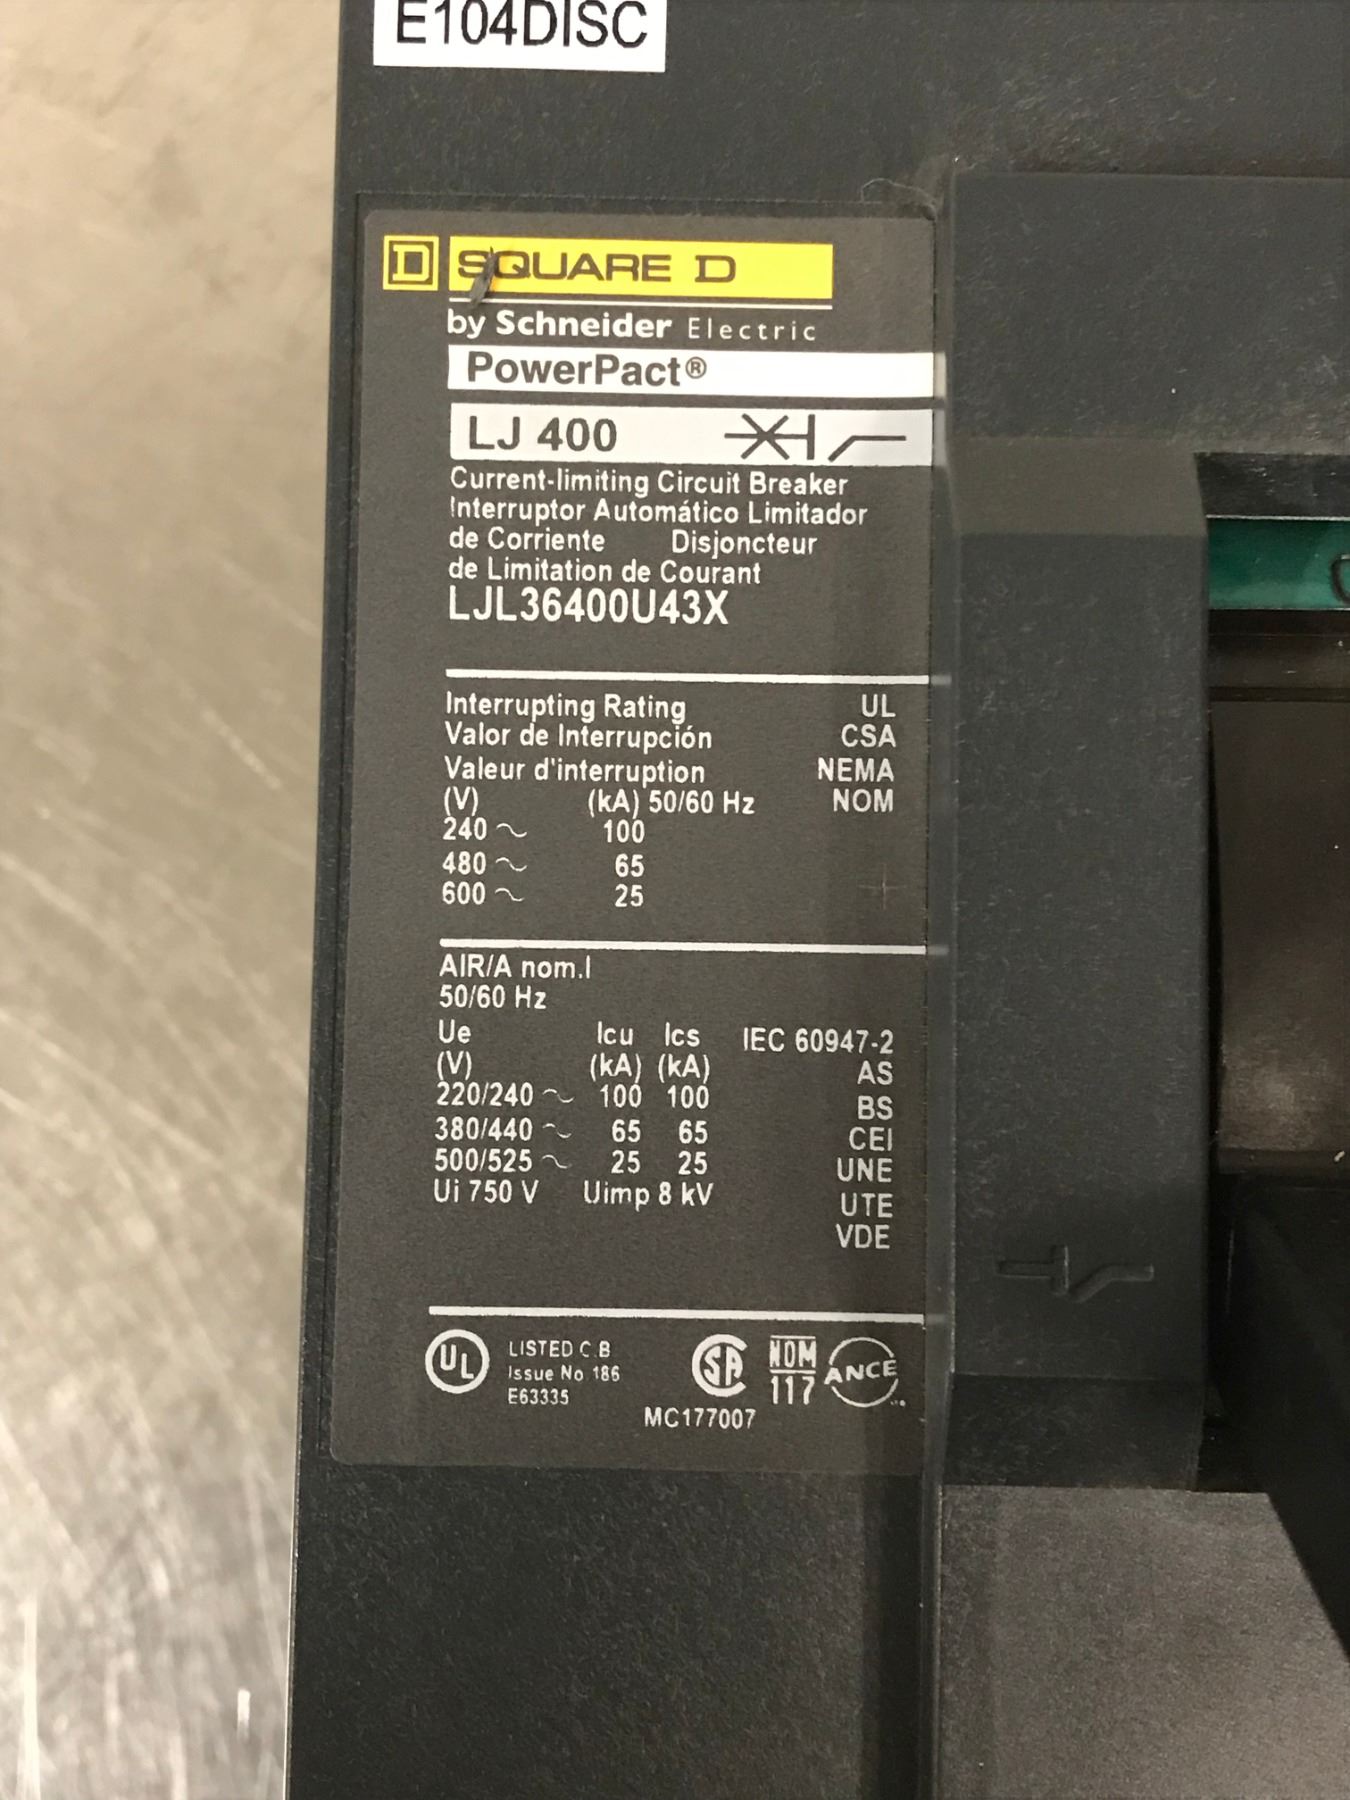 E104DISC
D SQUARE D
by Schneider Electric
PowerPact®
LJ 400
Current-limiting Circuit Breaker
Interruptor Automático Limitador
de Corriente Disjoncteur
de Limitation de Courant
LJL36400U43X
Interrupting Rating UL
Valor de Interrupción CSA
Valeur d'interruption NEMA
(V) (kA) 50/60 Hz NOM
240 ~ 100
480 ~ 65
600 ~ 25
AIR/A nom.I
50/60 Hz
Ue Icu Ics IEC 60947-2
(V) (kA) (kA) AS
220/240 ~ 100 100 BS
380/440 ~ 65 65 CEI
500/525 ~ 25 25 UNE
Ui 750 V Uimp 8 kV UTE
VDE
UL LISTED C.B SA NOM ANCE
Issue No 186 117
E63335
MC177007